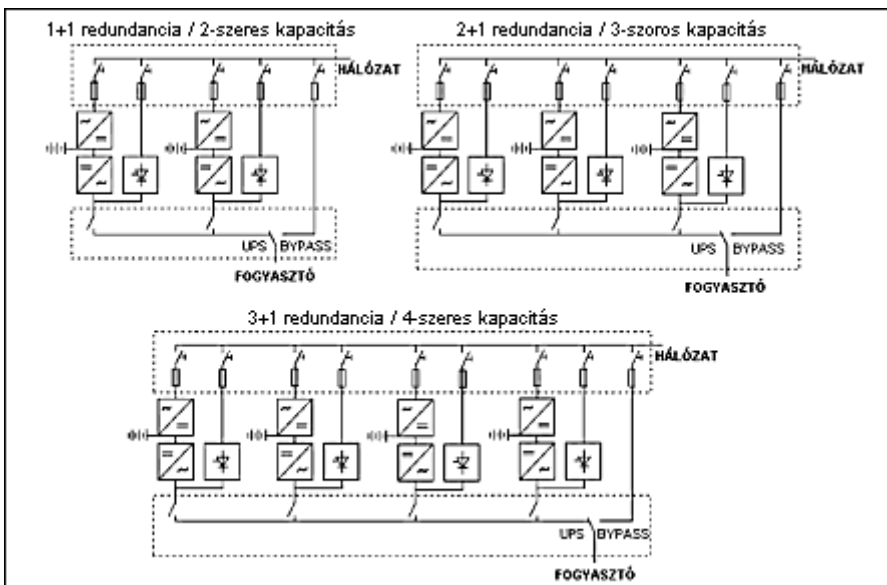 1+1 redundancia / 2-szeres kapacitás
HÁLÓZAT
UPS BYPASS
FOGYASZTÓ
2+1 redundancia / 3-szoros kapacitás
HÁLÓZAT
UPS BYPASS
FOGYASZTÓ
3+1 redundancia / 4-szeres kapacitás
HÁLÓZAT
UPS BYPASS
FOGYASZTÓ